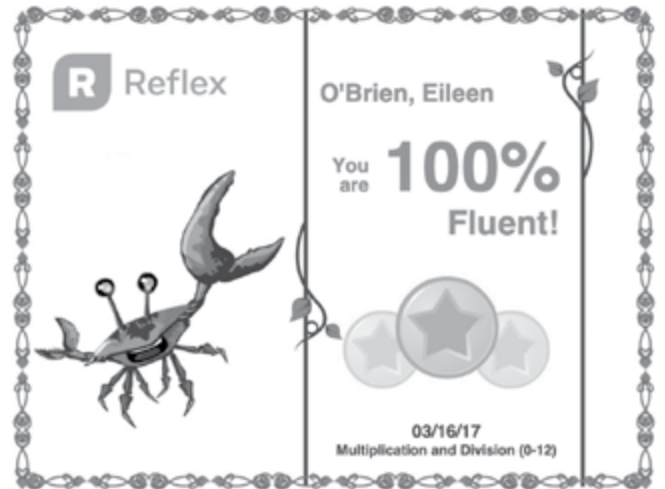 R Reflex
O'Brien, Eileen
You are 100%
Fluent!
03/16/17
Multiplication and Division (0-12)